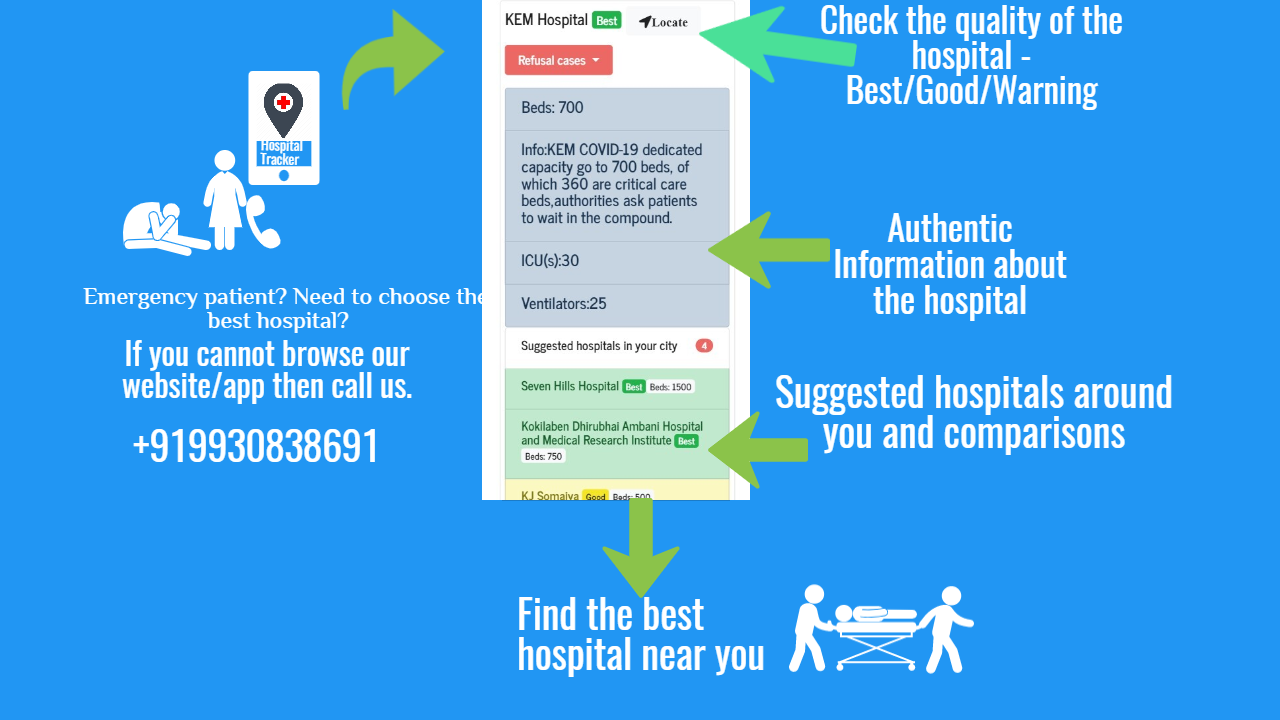 Hospital
Tracker
Emergency patient? Need to choose the
best hospital?
If you cannot browse our
website/app then call us.
+919930838691
KEM Hospital Best Locate
Refusal cases
Beds: 700
Info:KEM COVID-19 dedicated
capacity go to 700 beds, of
which 360 are critical care
beds,authorities ask patients
to wait in the compound.
ICU(s):30
Ventilators:25
Suggested hospitals in your city 4
Seven Hills Hospital Best Beds: 1500
Kokilaben Dhirubhai Ambani Hospital
and Medical Research Institute Best
Beds: 750
KJ Somaiya Good Beds: 500
Check the quality of the
hospital -
Best/Good/Warning
Authentic
Information about
the hospital
Suggested hospitals around
you and comparisons
Find the best
hospital near you